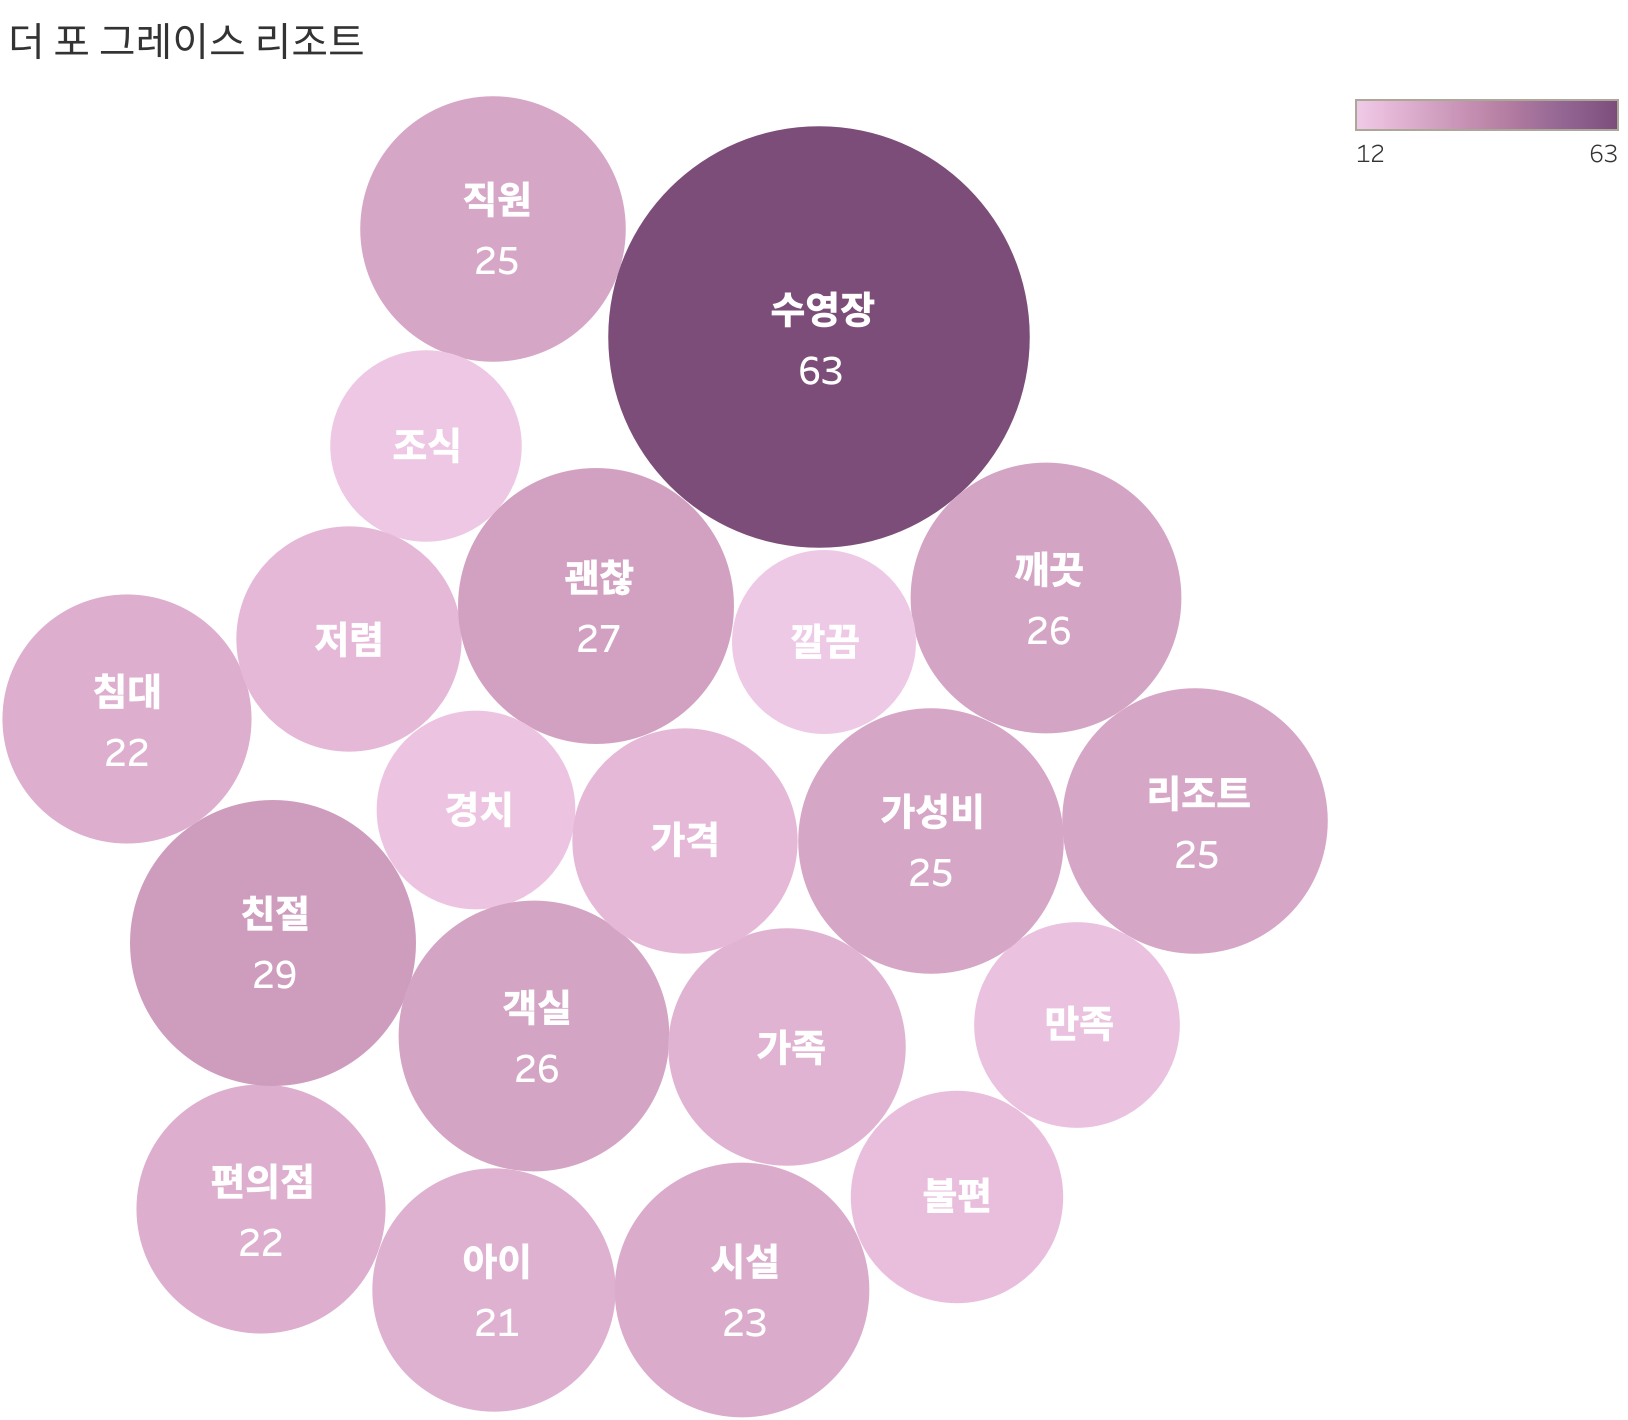 더 포 그레이스 리조트
12 63
직원
25
수영장
63
조식
괜찮
27
깨끗
26
저렴
깔끔
침대
22
경치
가격
가성비
25
리조트
25
친절
29
객실
26
가족
만족
편의점
22
불편
아이
21
시설
23